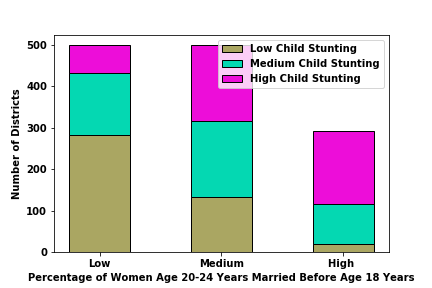 500
400
300
200
100
0
Number of Districts
Low Child Stunting
Medium Child Stunting
High Child Stunting
Low Medium High
Percentage of Women Age 20-24 Years Married Before Age 18 Years